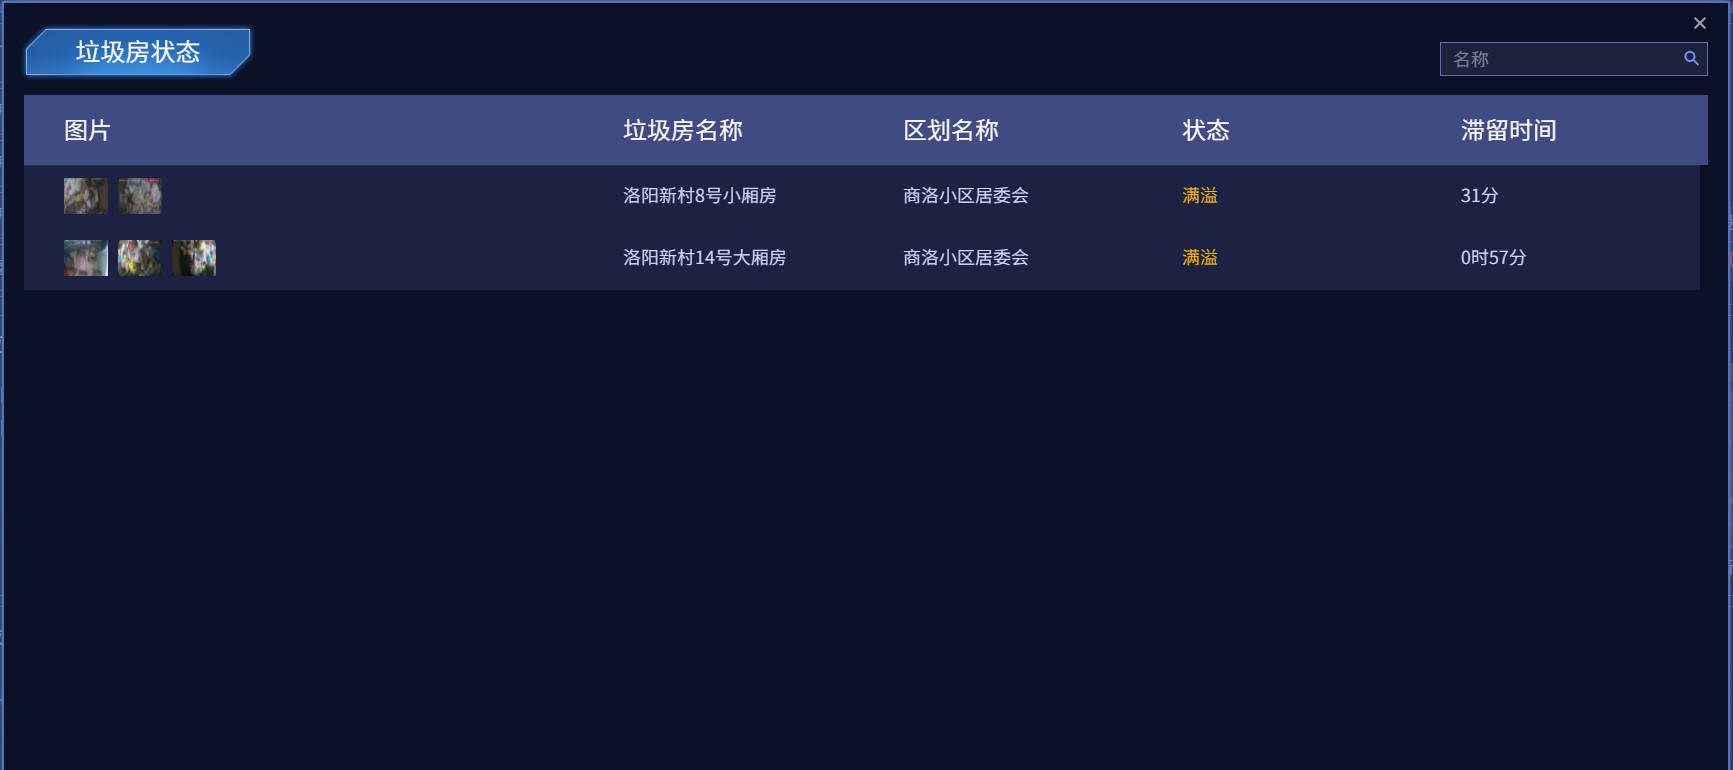 垃圾房状态
名称
图片 垃圾房名称 区划名称 状态 滞留时间
洛阳新村8号小厢房 商洛小区居委会 满溢 31分
洛阳新村14号大厢房 商洛小区居委会 满溢 0时57分